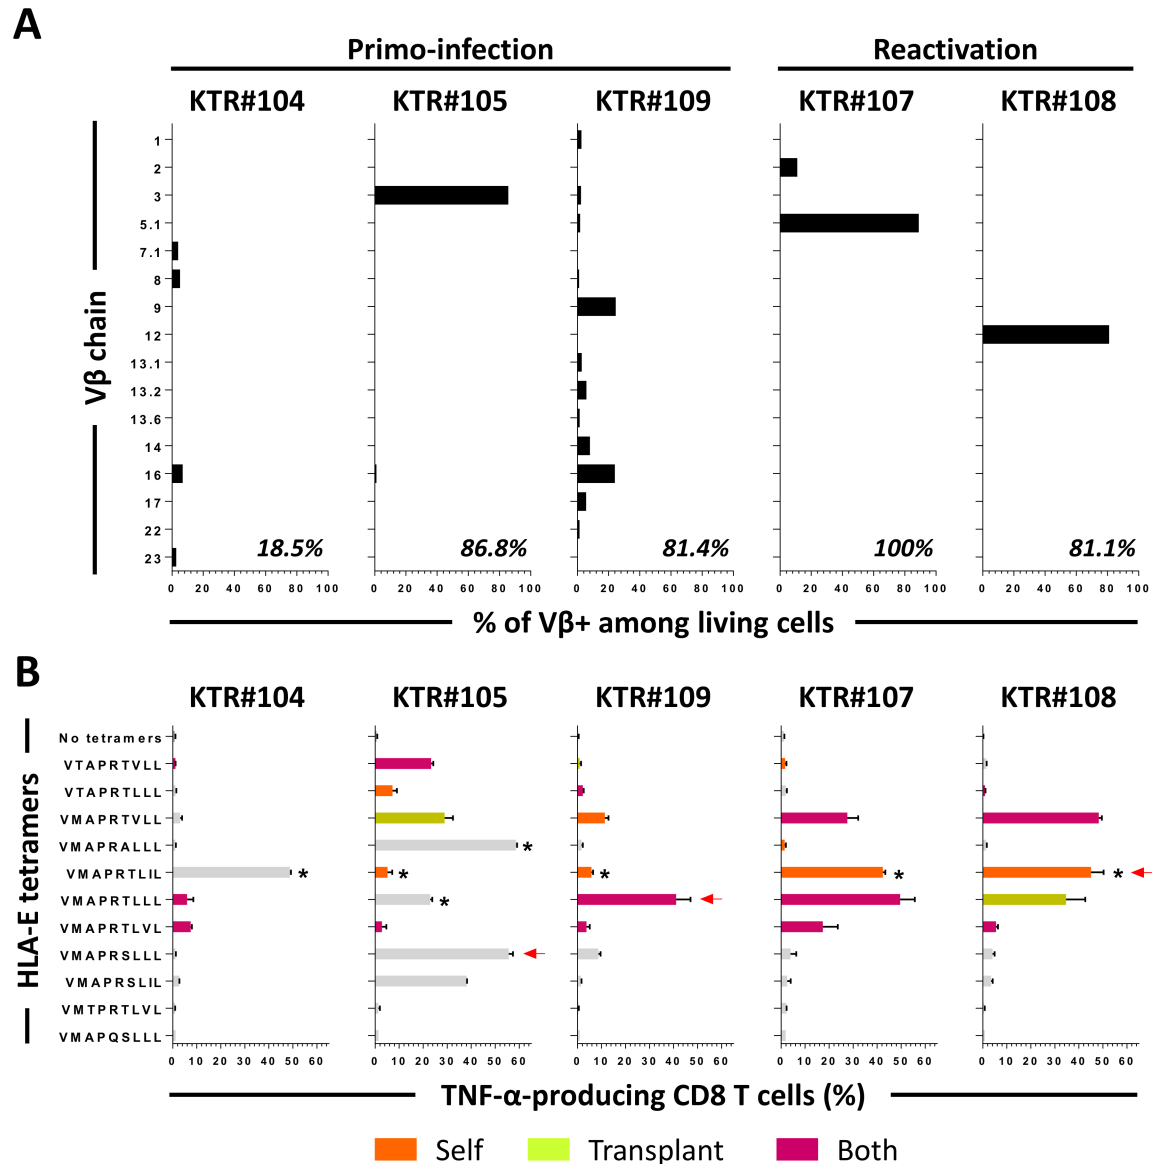 A
Primo-infection
Reactivation
KTR#104
KTR#105
KTR#109
KTR#107
KTR#108
Vβ chain
1
2
3
5.1
7.1
8
9
12
13.1
13.2
13.6
14
16
17
22
23
18.5%
86.8%
81.4%
100%
81.1%
0 20 40 60 80 100
0 20 40 60 80 100
0 20 40 60 80 100
0 20 40 60 80 100
0 20 40 60 80 100
% of Vβ+ among living cells
B
KTR#104
KTR#105
KTR#109
KTR#107
KTR#108
HLA-E tetramers
No tetramers
VTAPRTVLL
VTAPRTLLL
VMAPRTVLL
VMAPRALLL
*
VMAPRTLIL
* * * * *
VMAPRTLLL
*
VMAPRTLVL
VMAPRSLLL
VMAPRSLIL
VMTPRTLVL
VMAPQSLLL
0 10 20 30 40 50 60
0 10 20 30 40 50 60
0 10 20 30 40 50 60
0 10 20 30 40 50 60
0 10 20 30 40 50 60
TNF-α-producing CD8 T cells (%)
Self
Transplant
Both